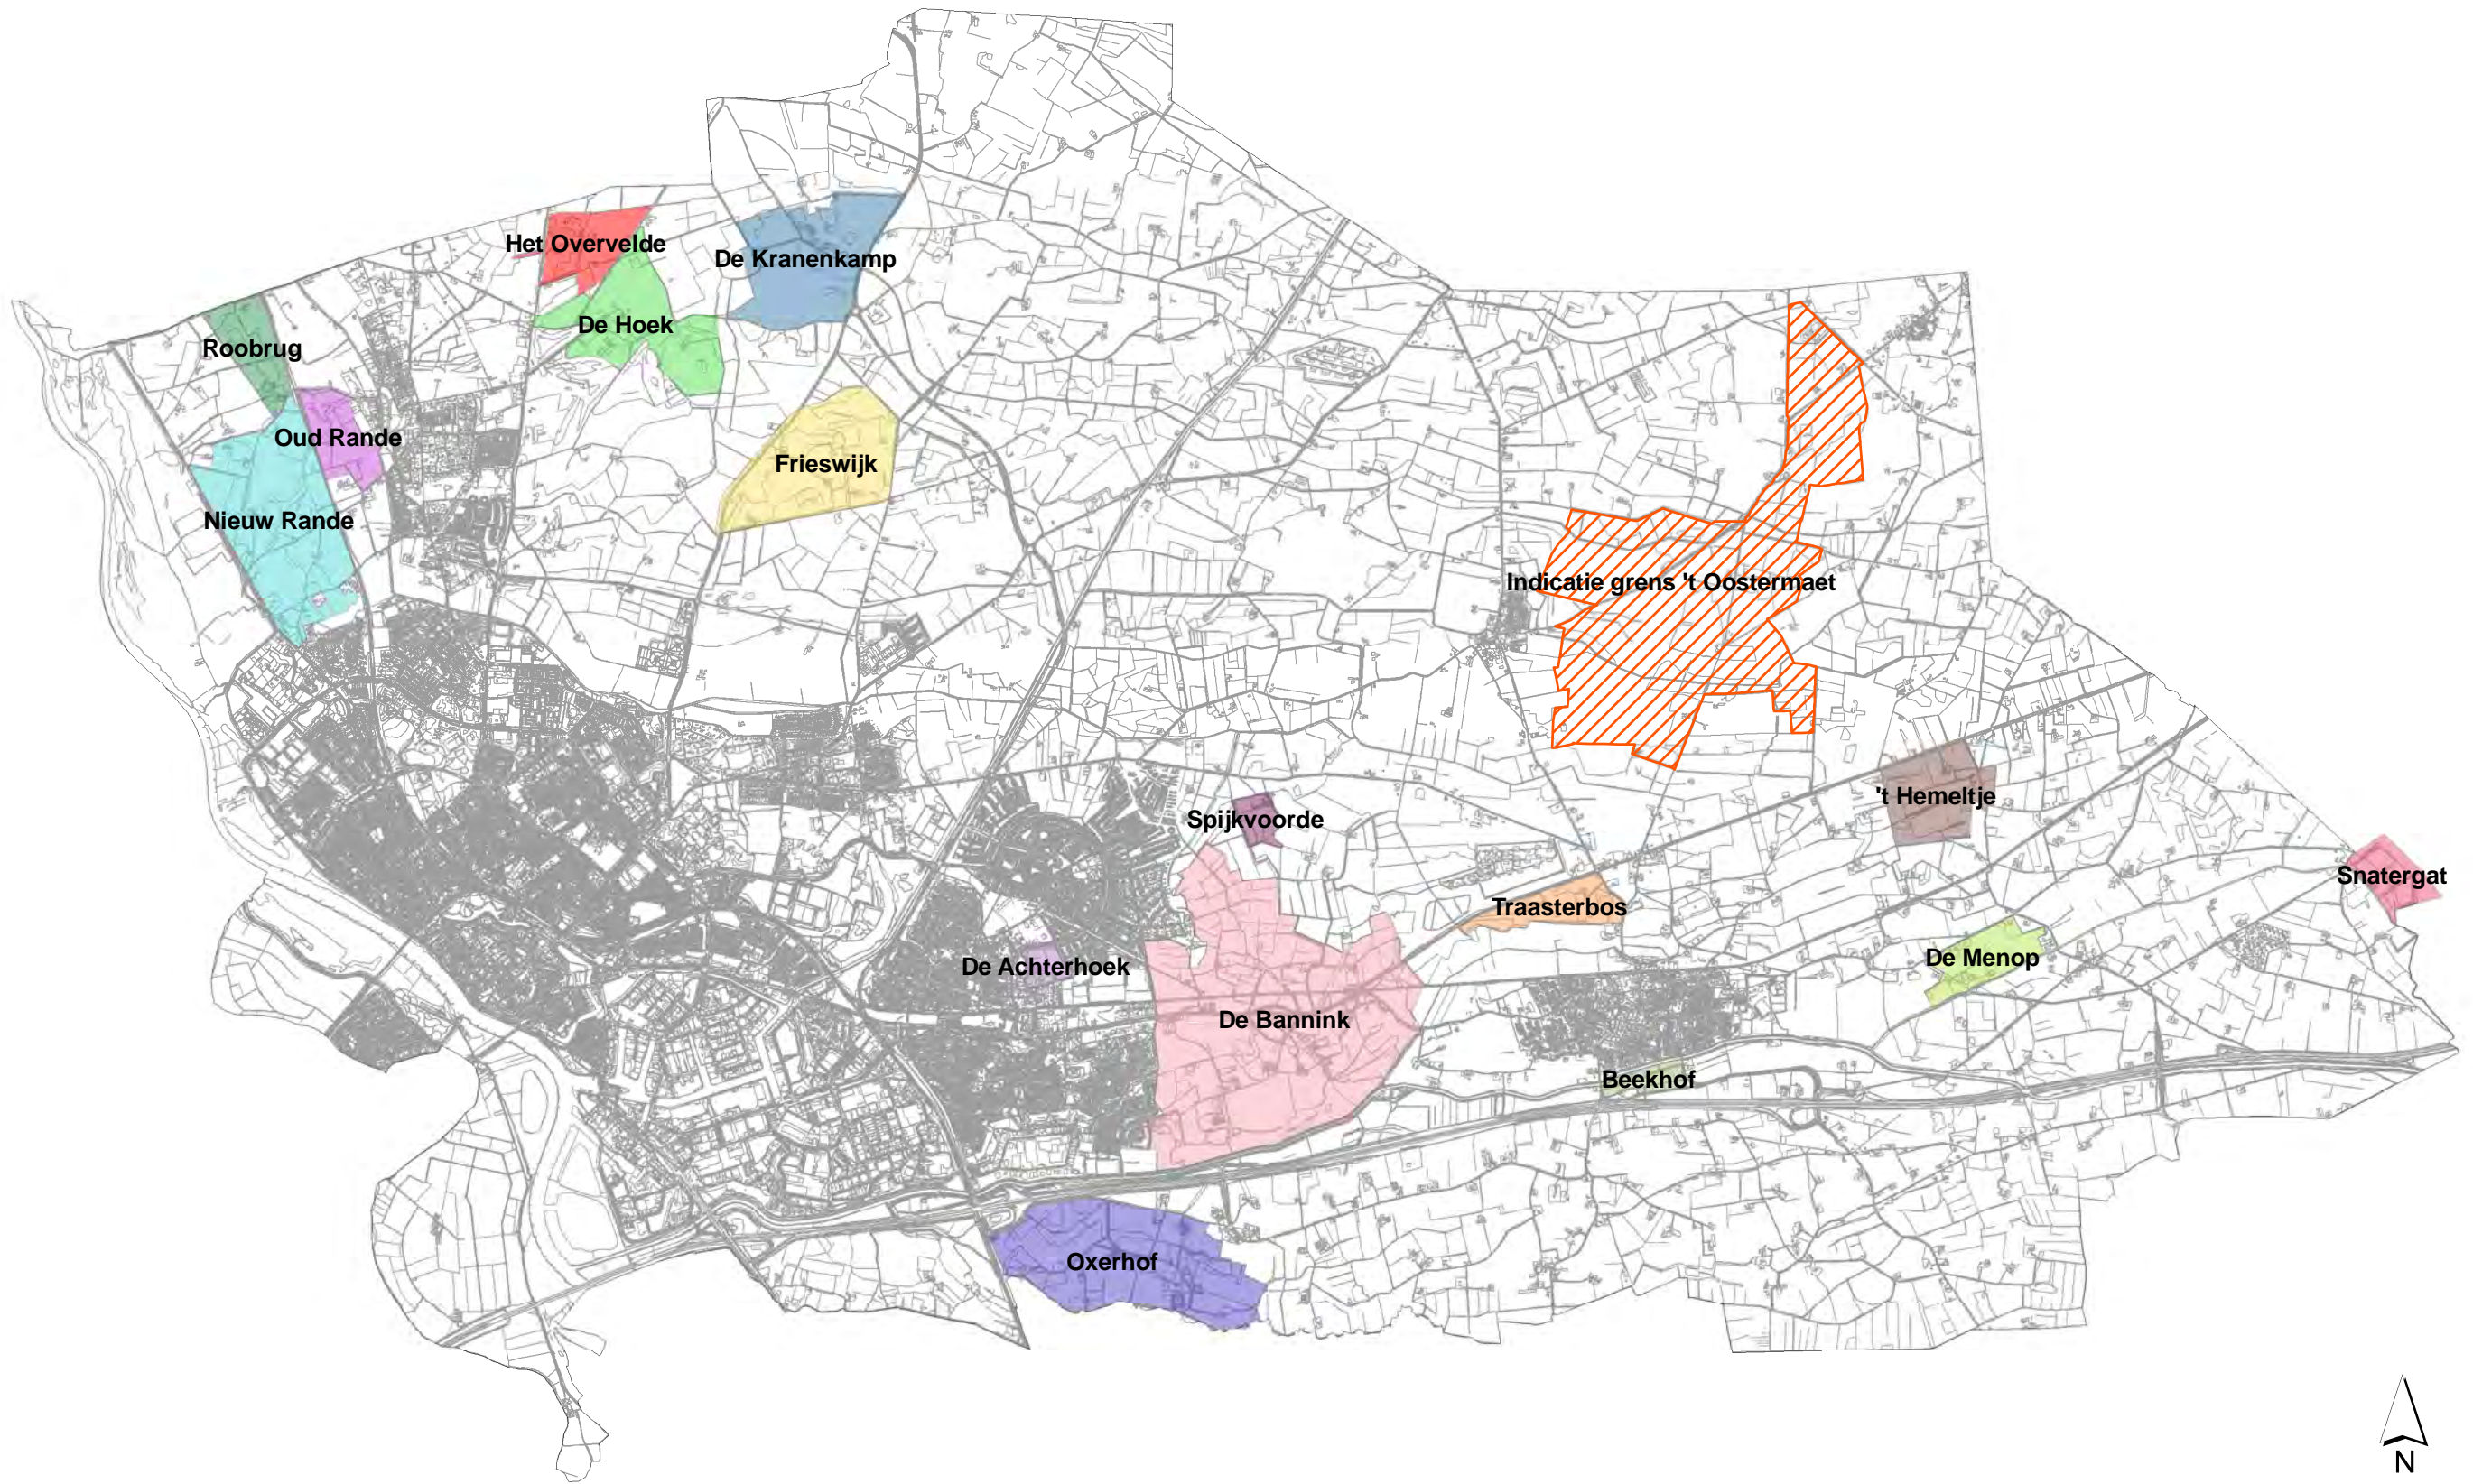 Het Overvelde
De Kranenkamp
De Hoek
Roobrug
Oud Rande
Frieswijk
Nieuw Rande
Indicatie grens 't Oostermaet
't Hemeltje
Spijkvoorde
Snatergat
Traasterbos
De Menop
De Achterhoek
De Bannink
Beekhof
Oxerhof
N